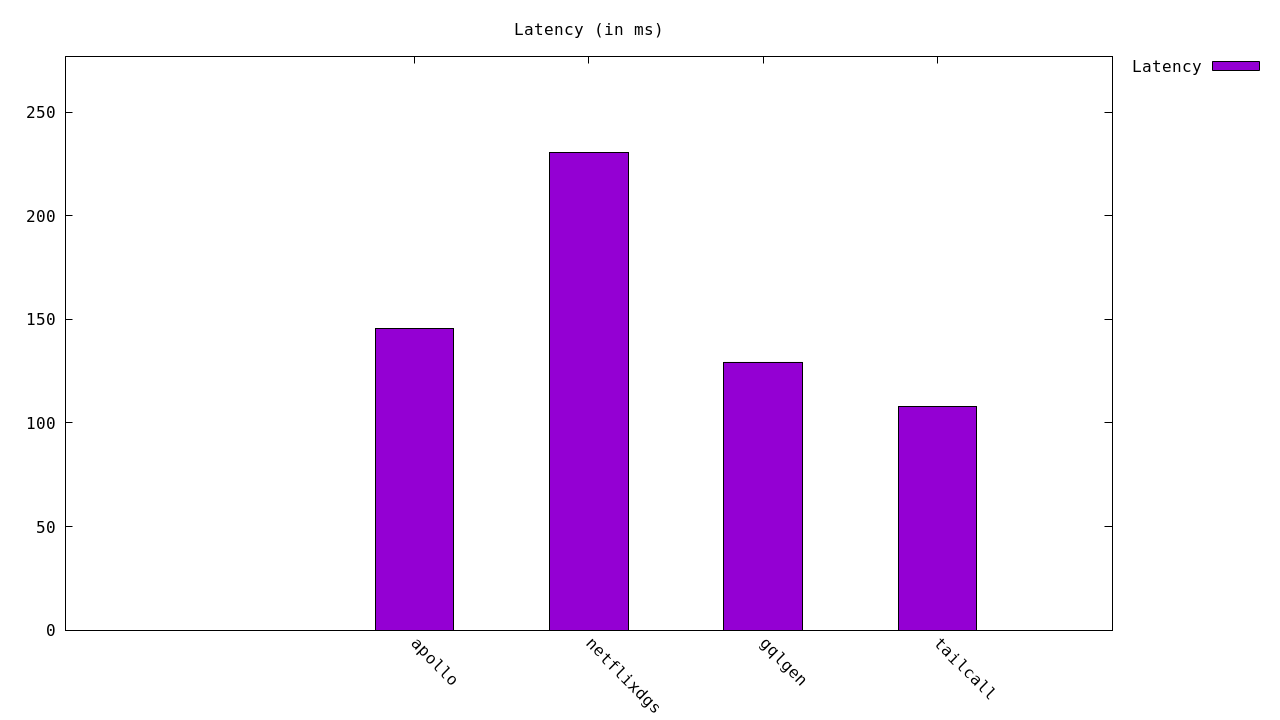 Latency (in ms)
Latency
250
200
150
100
50
0
apollo
netflixdgs
gqlgen
tailcall